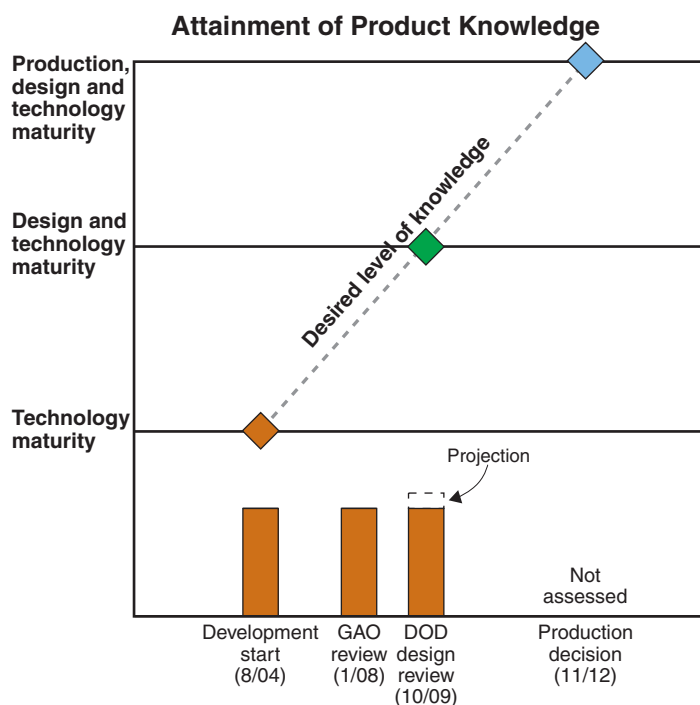 Attainment of Product Knowledge
Production,
design and
technology
maturity
Design and
technology
maturity
Desired level of knowledge
Technology
maturity
Projection
Not
assessed
Development
start
(8/04)
GAO
review
(1/08)
DOD
design
review
(10/09)
Production
decision
(11/12)